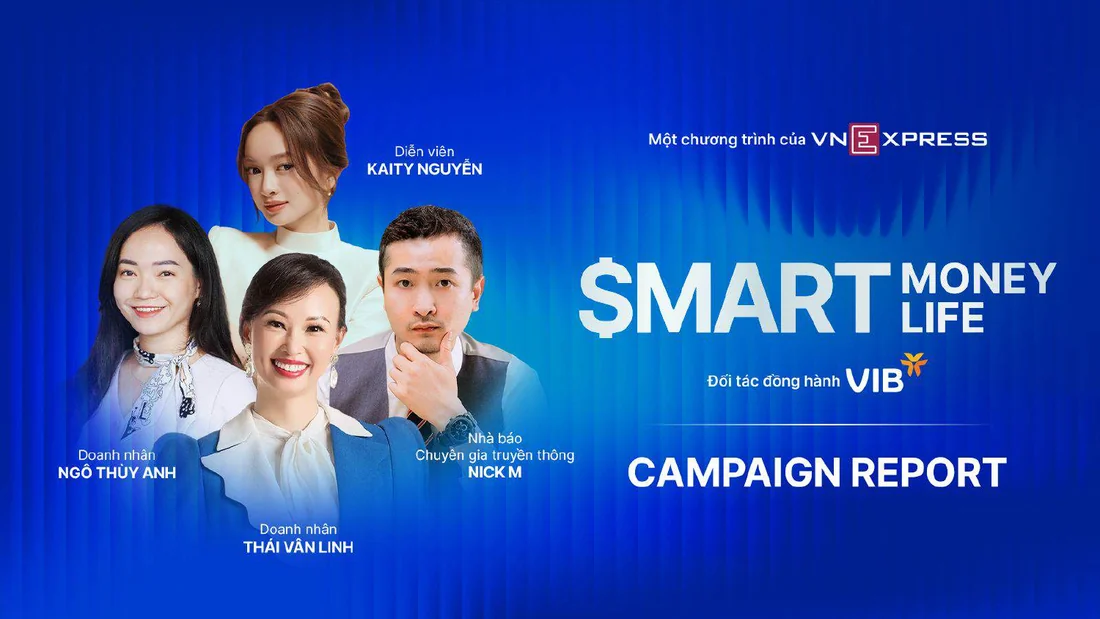 Diễn viên
KAITY NGUYỄN
Doanh nhân
NGÔ THÙY ANH
Nhà báo
Chuyên gia truyền thông
NICK M
Doanh nhân
THÁI VÂN LINH
Một chương trình của VNEXPRESS
$MART MONEY
LIFE
Đối tác đồng hành VIB
CAMPAIGN REPORT